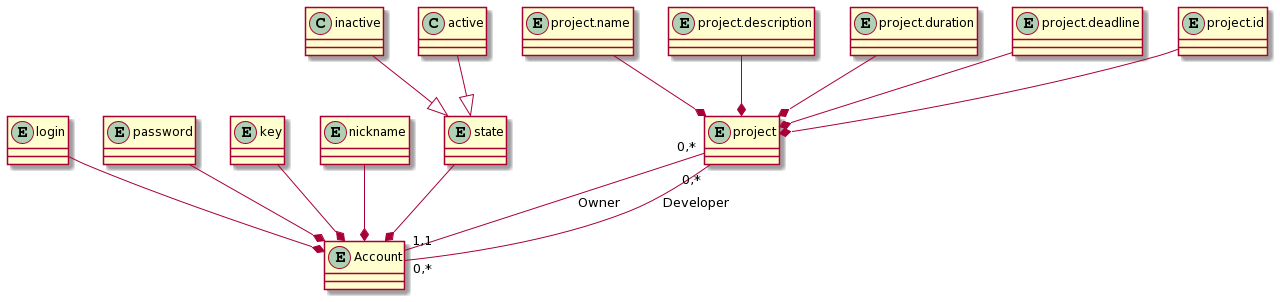 C inactive
C active
E project.name
E project.description
E project.duration
E project.deadline
E project.id
E login
E password
E key
E nickname
E state
E project
0,*
0,*
Owner
Developer
1,1
E Account
0,*